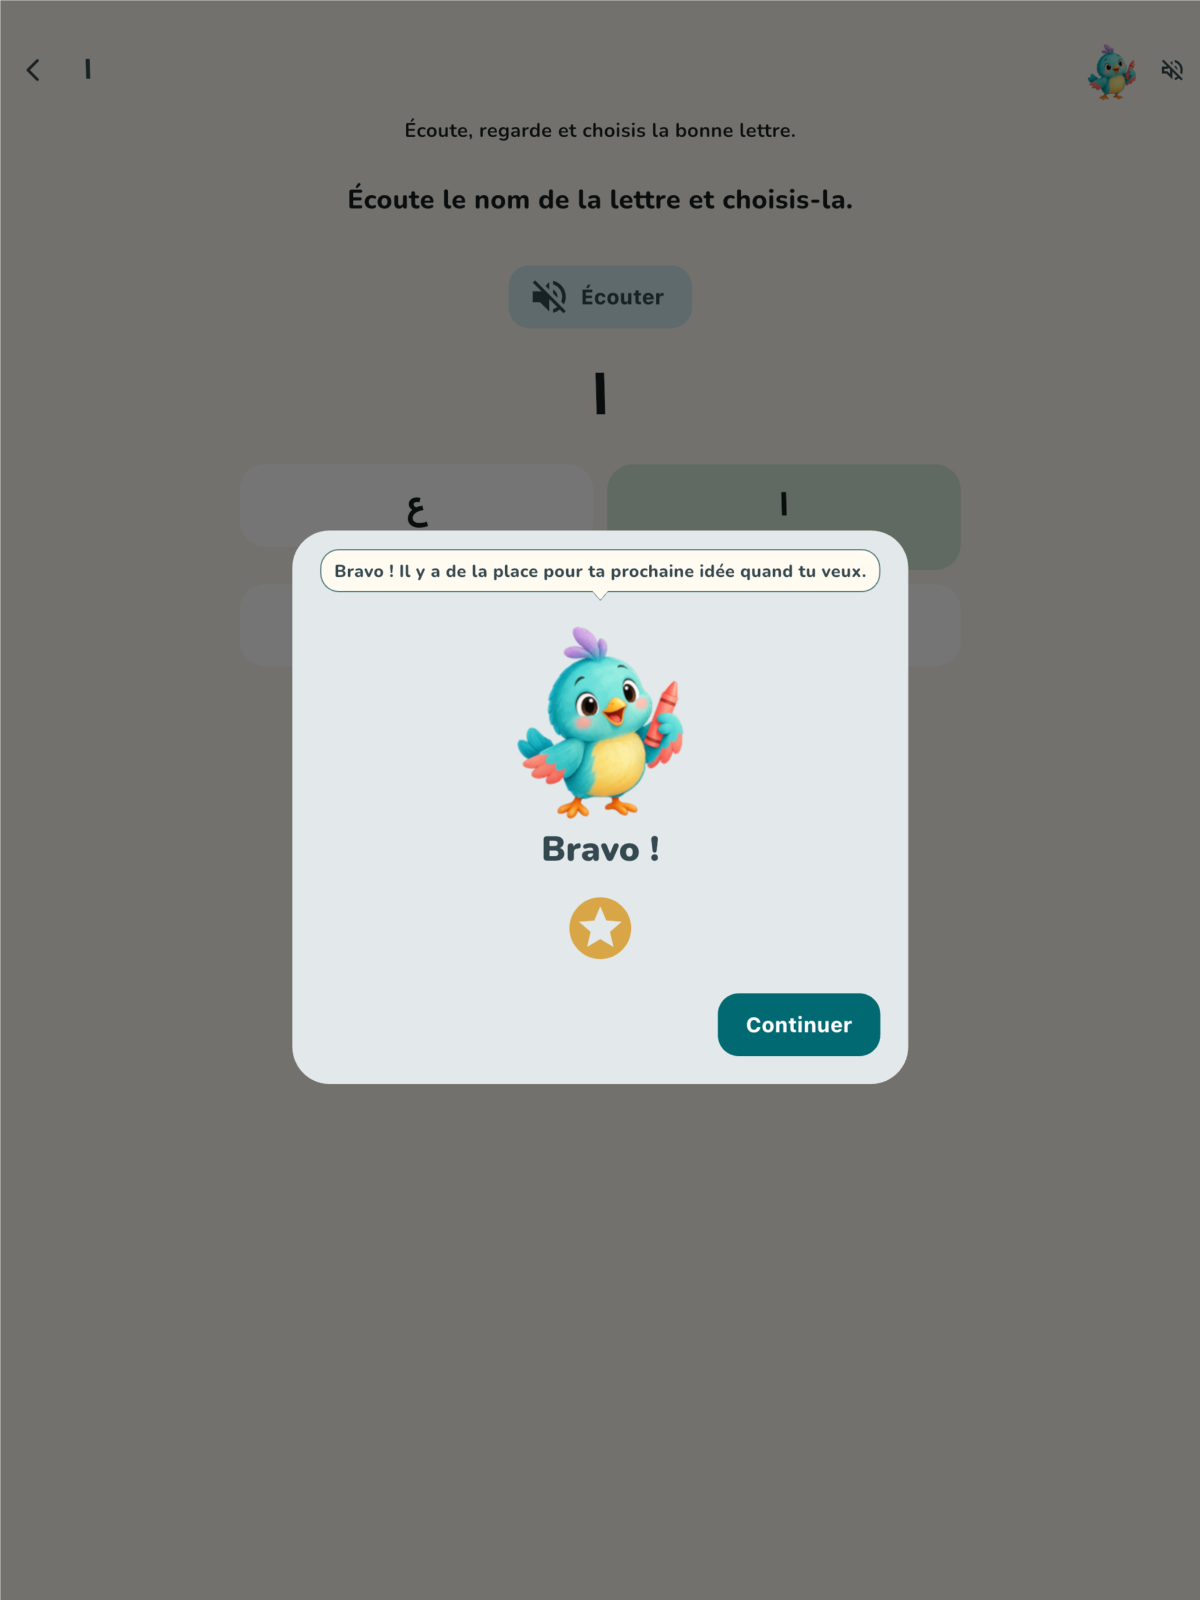 ا
Écoute, regarde et choisis la bonne lettre.
Écoute le nom de la lettre et choisis-la.
Écouter
ا
ع
ا
Bravo ! Il y a de la place pour ta prochaine idée quand tu veux.
Bravo !
Continuer